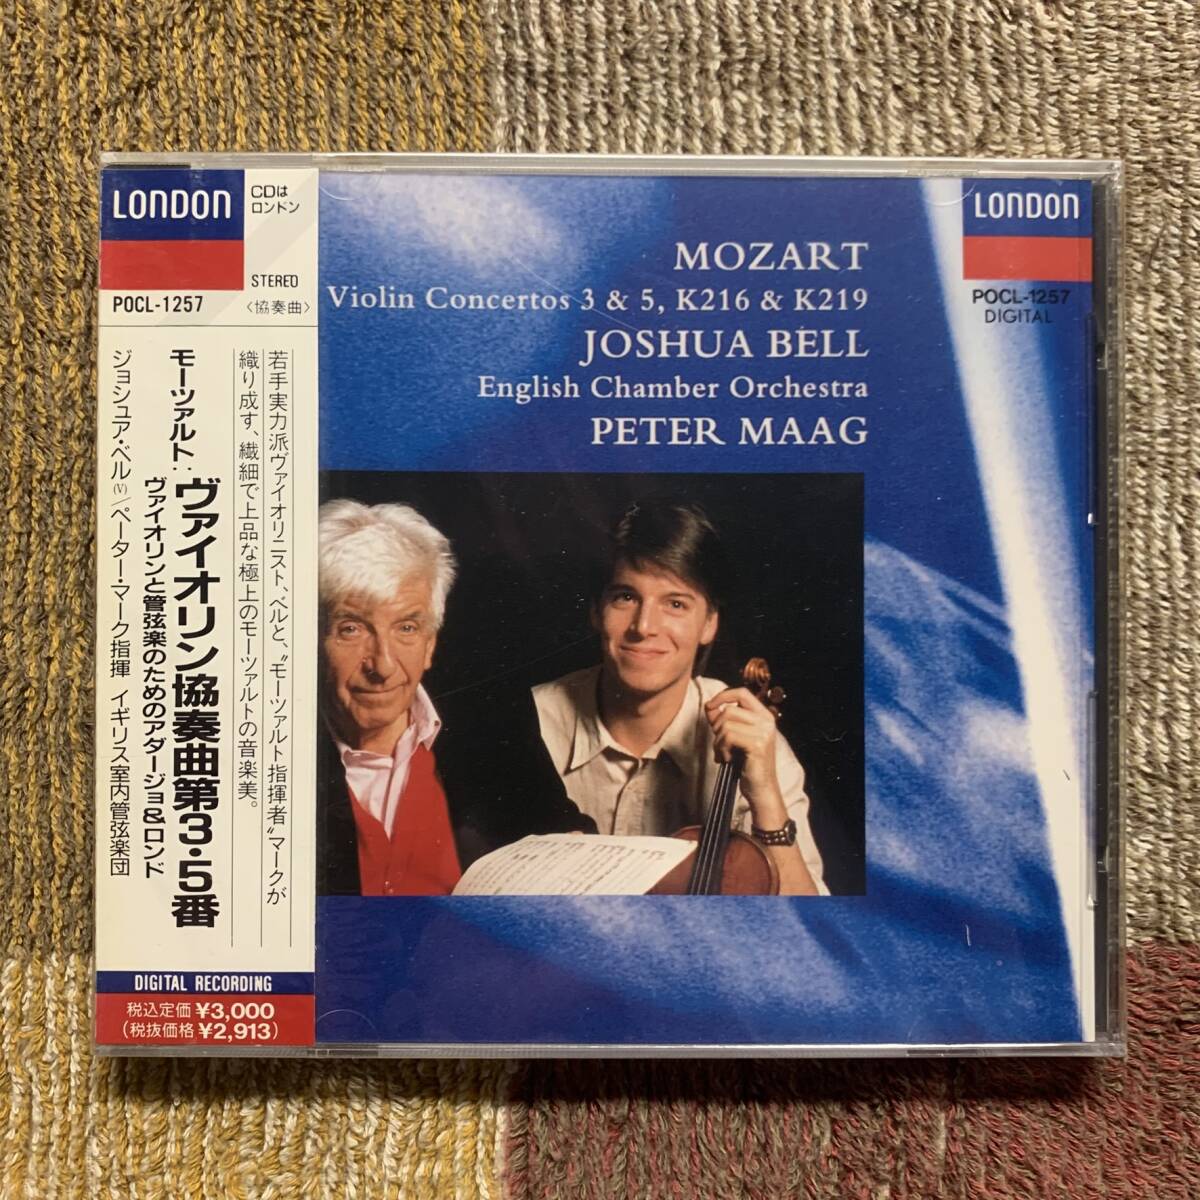 LONDON
CDは
ロンドン
STEREO
POCL-1257
〈協奏曲〉
若手実力派ヴァイオリニスト、ベルと、〝モーツァルト指揮者〟マークが
織り成す、繊細で上品な極上のモーツァルトの音楽美。
モーツァルト:ヴァイオリン協奏曲第3・5番
ヴァイオリンと管弦楽のためのアダージョ&ロンド
ジョシュア・ベル(V)/ペーター・マーク指揮 イギリス室内管弦楽団
DIGITAL RECORDING
税込定価 ¥3,000
(税抜価格 ¥2,913)
MOZART
Violin Concertos 3 & 5, K216 & K219
JOSHUA BELL
English Chamber Orchestra
PETER MAAG
LONDON
POCL-1257
DIGITAL